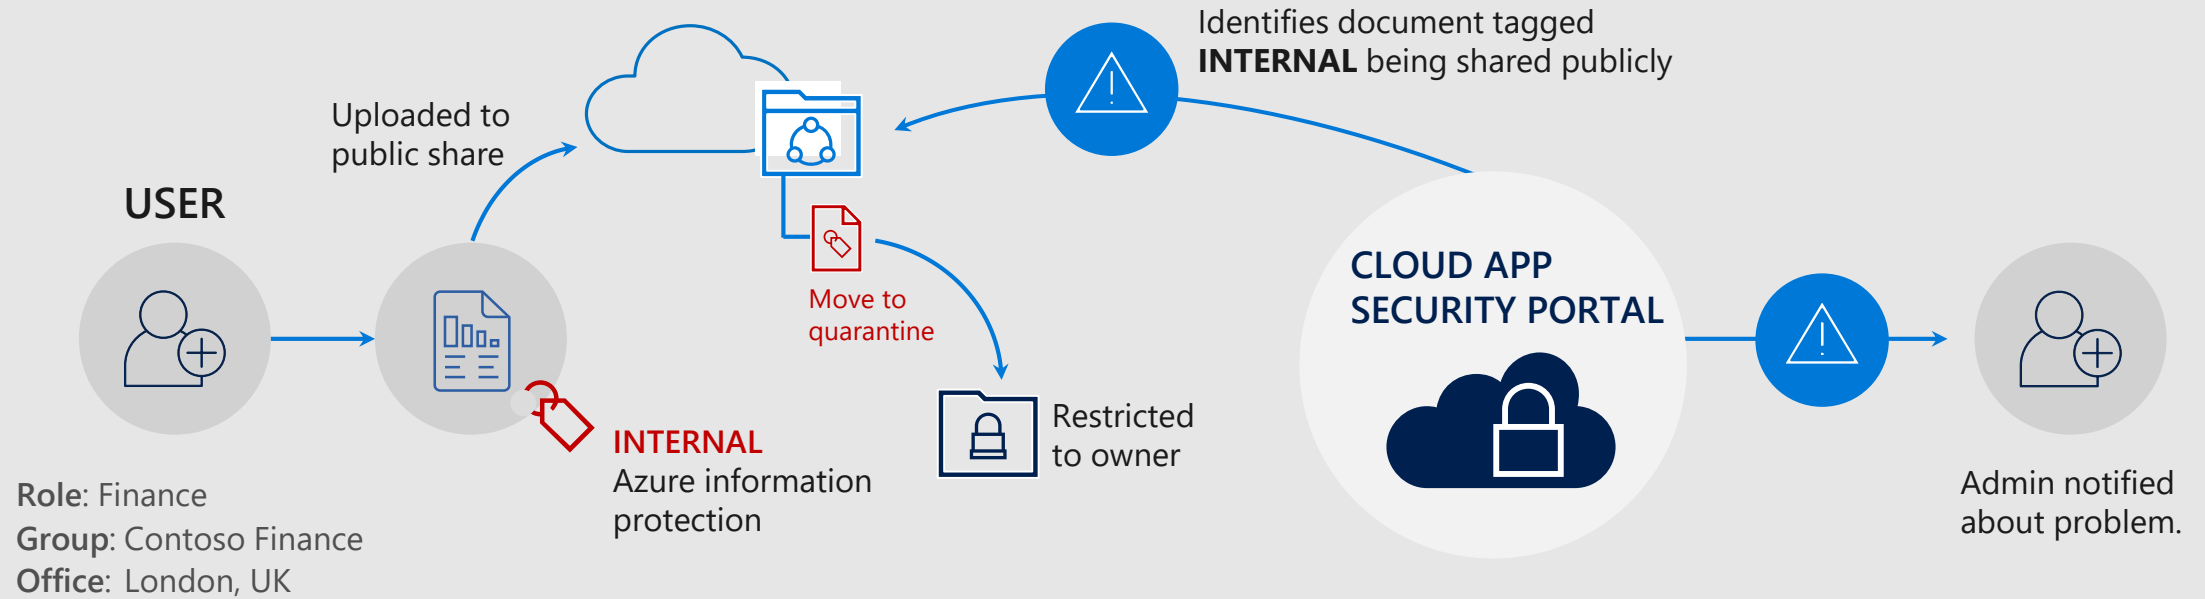 Identifies document tagged
INTERNAL being shared publicly
Uploaded to
public share
USER
CLOUD APP
SECURITY PORTAL
Move to
quarantine
Restricted
to owner
INTERNAL
Azure information
protection
Role: Finance
Group: Contoso Finance
Office: London, UK
Admin notified
about problem.